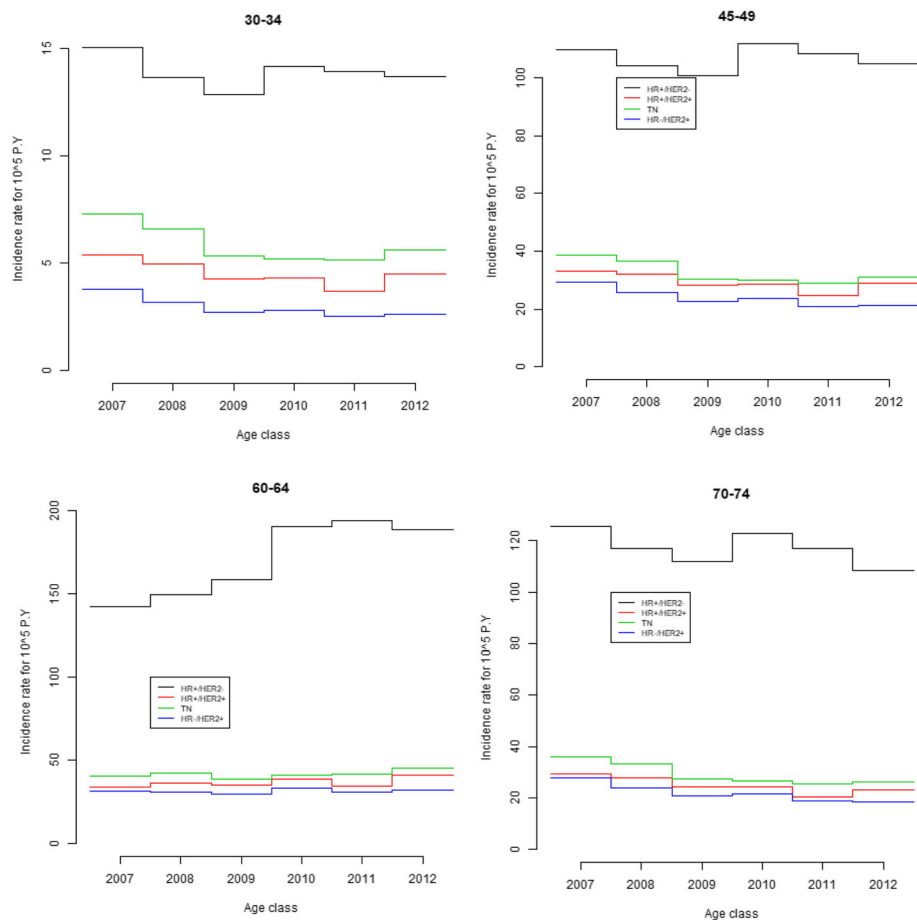 30-34
Incidence rate for 10^5 P.Y
15
10
5
0
2007 2008 2009 2010 2011 2012
Age class
45-49
Incidence rate for 10^5 P.Y
100
80
60
40
20
0
HR+/HER2-
HR+/HER2+
TN
HR-/HER2+
2007 2008 2009 2010 2011 2012
Age class
60-64
Incidence rate for 10^5 P.Y
200
150
100
50
0
HR+/HER2-
HR+/HER2+
TN
HR-/HER2+
2007 2008 2009 2010 2011 2012
Age class
70-74
Incidence rate for 10^5 P.Y
120
100
80
60
40
20
0
HR+/HER2-
HR+/HER2+
TN
HR-/HER2+
2007 2008 2009 2010 2011 2012
Age class